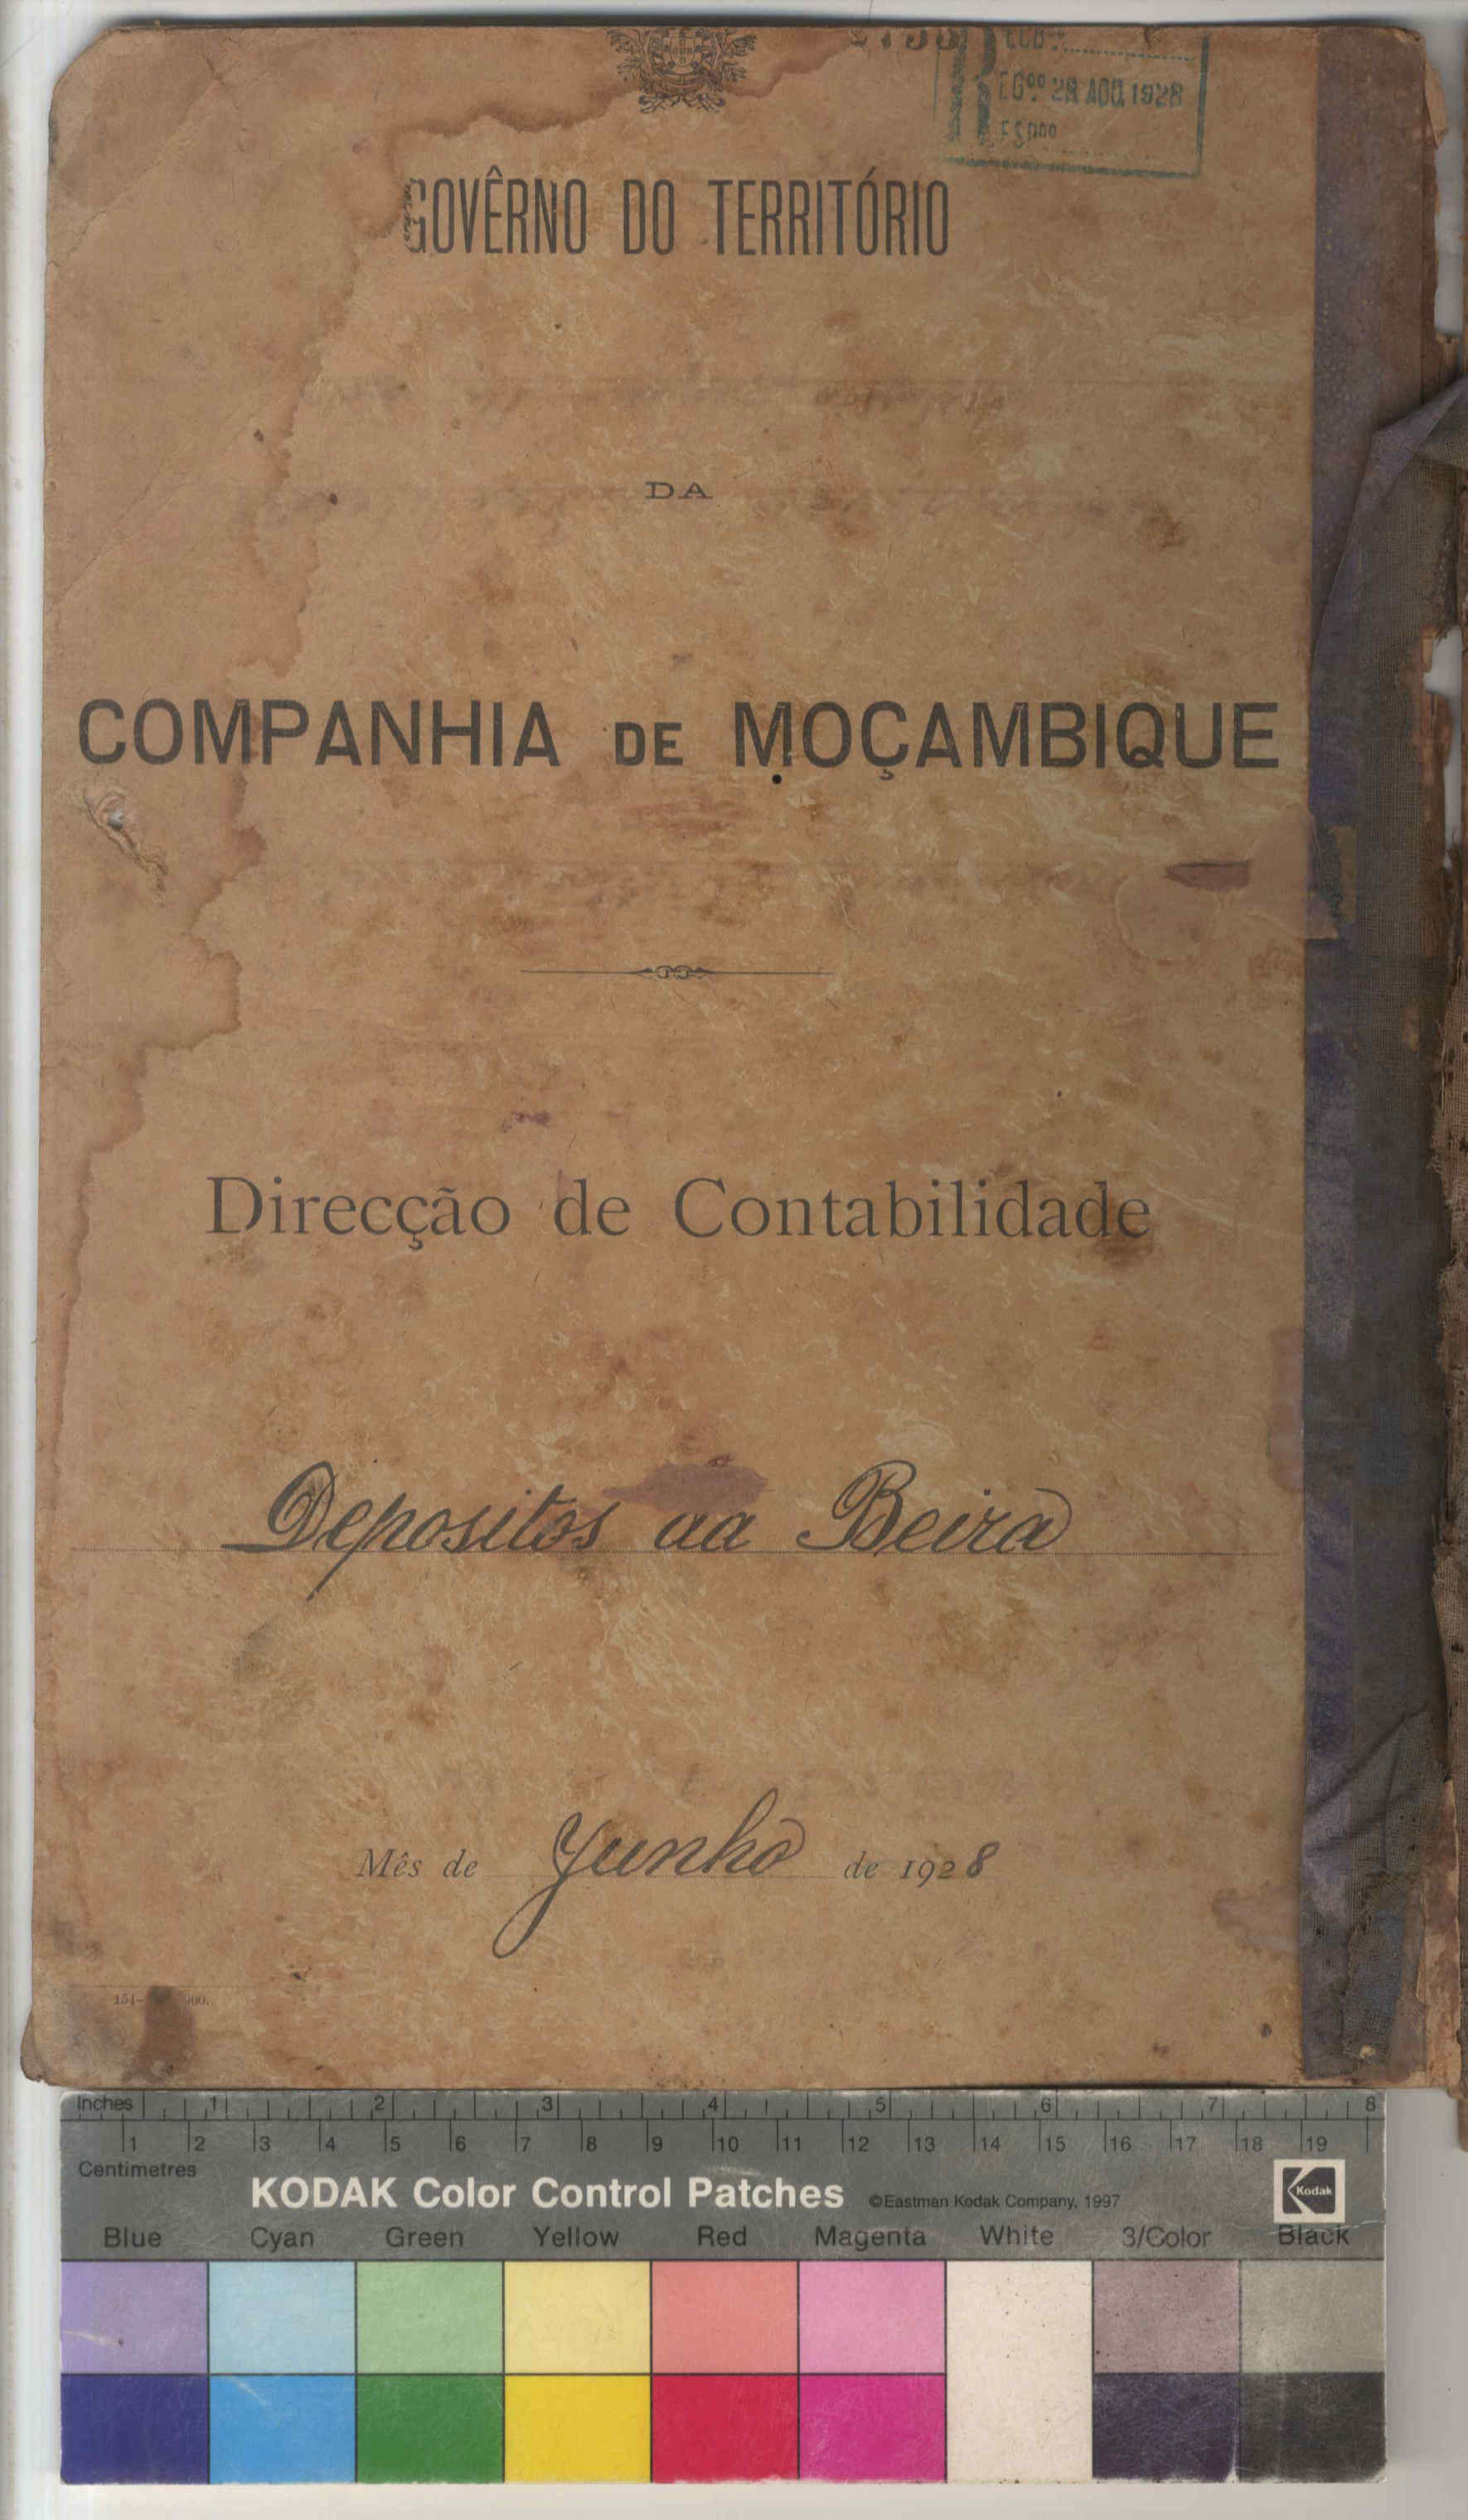 EGdo 28 AGO 1928
GOVÊRNO DO TERRITÓRIO
DA
COMPANHIA DE MOÇAMBIQUE
Direcção de Contabilidade
Depositos da Beira
Mês de Junho de 1928
Inches 1 2 3 4 5 6 7 8
1 2 3 4 5 6 7 8 9 10 11 12 13 14 15 16 17 18 19
Centimetres
KODAK Color Control Patches ©Eastman Kodak Company, 1997 Kodak
Blue Cyan Green Yellow Red Magenta White 3/Color Black